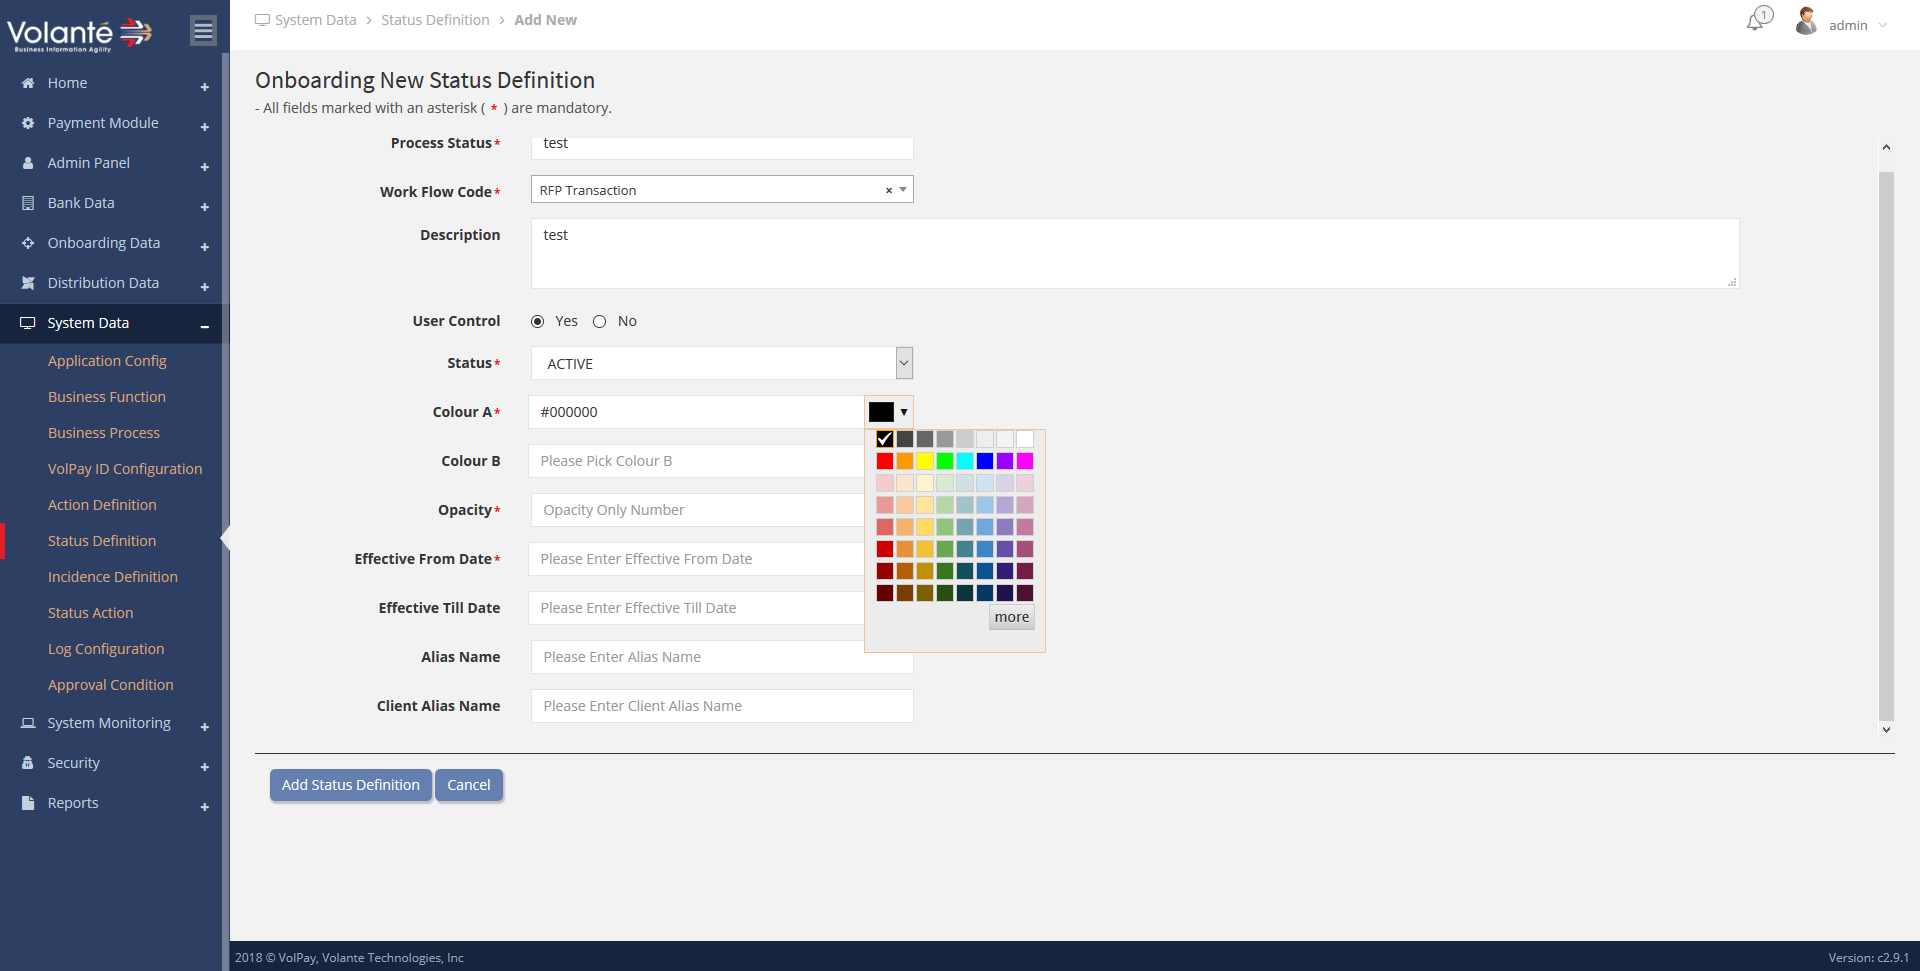 Volanté
Business Information Agility
System Data > Status Definition > Add New
1
admin
Home +
Payment Module +
Admin Panel +
Bank Data +
Onboarding Data +
Distribution Data +
System Data
Application Config
Business Function
Business Process
VolPay ID Configuration
Action Definition
Status Definition
Incidence Definition
Status Action
Log Configuration
Approval Condition
System Monitoring +
Security +
Reports +
Onboarding New Status Definition
- All fields marked with an asterisk ( * ) are mandatory.
Process Status* test
Work Flow Code* RFP Transaction ×
Description test
User Control Yes No
Status* ACTIVE
Colour A* #000000
Colour B Please Pick Colour B
Opacity* Opacity Only Number
Effective From Date* Please Enter Effective From Date
Effective Till Date Please Enter Effective Till Date
more
Alias Name Please Enter Alias Name
Client Alias Name Please Enter Client Alias Name
Add Status Definition Cancel
2018 © VolPay, Volante Technologies, Inc
Version: c2.9.1